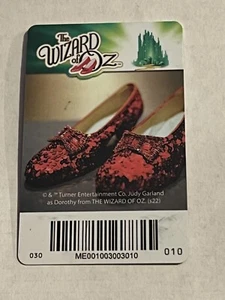 The
WIZARD
of OZ
© & ™ Turner Entertainment Co. Judy Garland
as Dorothy from THE WIZARD OF OZ. (s22)
030
ME001003003010
010